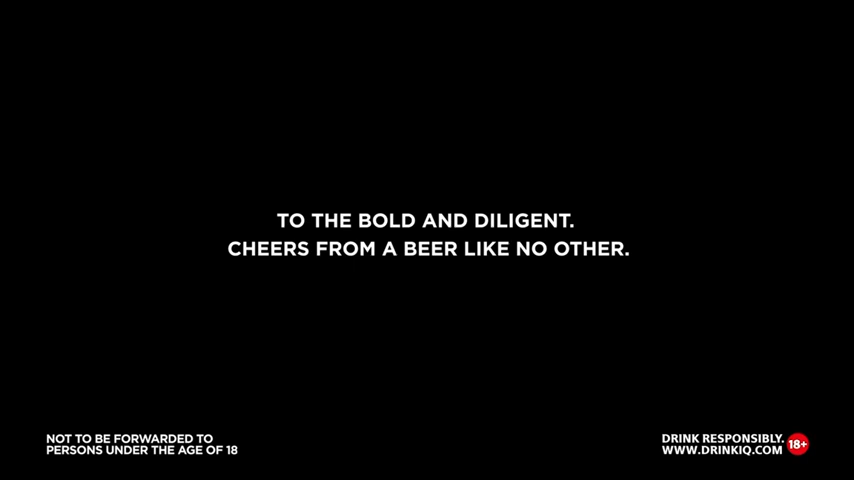 TO THE BOLD AND DILIGENT.
CHEERS FROM A BEER LIKE NO OTHER.
NOT TO BE FORWARDED TO
PERSONS UNDER THE AGE OF 18
DRINK RESPONSIBLY.
WWW.DRINKIQ.COM
18+